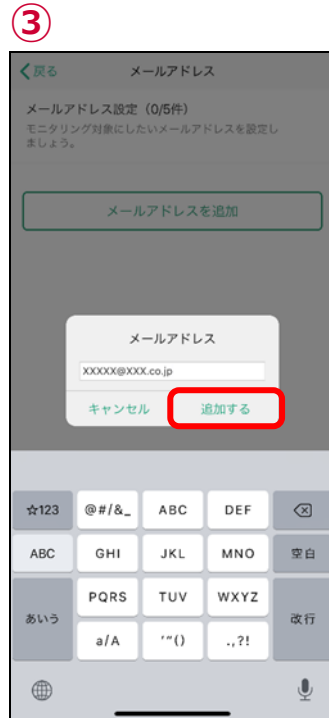 ③
戻る メールアドレス
メールアドレス設定（0/5件）
モニタリング対象にしたいメールアドレスを設定し
ましょう。
メールアドレスを追加
メールアドレス
XXXXX@XXX.co.jp
キャンセル 追加する
☆123 @#/&_ ABC DEF
ABC GHI JKL MNO 空白
あいう PQRS TUV WXYZ 改行
a/A '"() .,?!